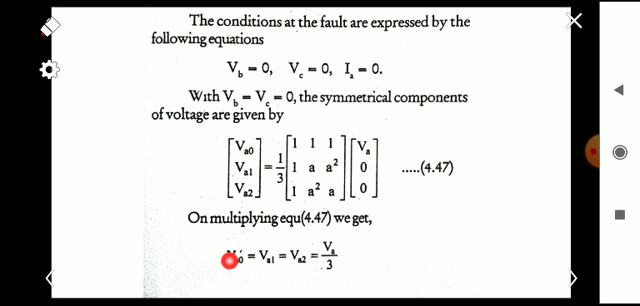 The conditions at the fault are expressed by the
following equations
V_b = 0, V_c = 0, I_a = 0.
With V_b = V_c = 0, the symmetrical components
of voltage are given by
[V_a0; V_a1; V_a2] = 1/3 [1 1 1; 1 a a²; 1 a² a] [V_a; 0; 0] .....(4.47)
On multiplying equ(4.47) we get,
= V_a1 = V_a2 = V_a/3